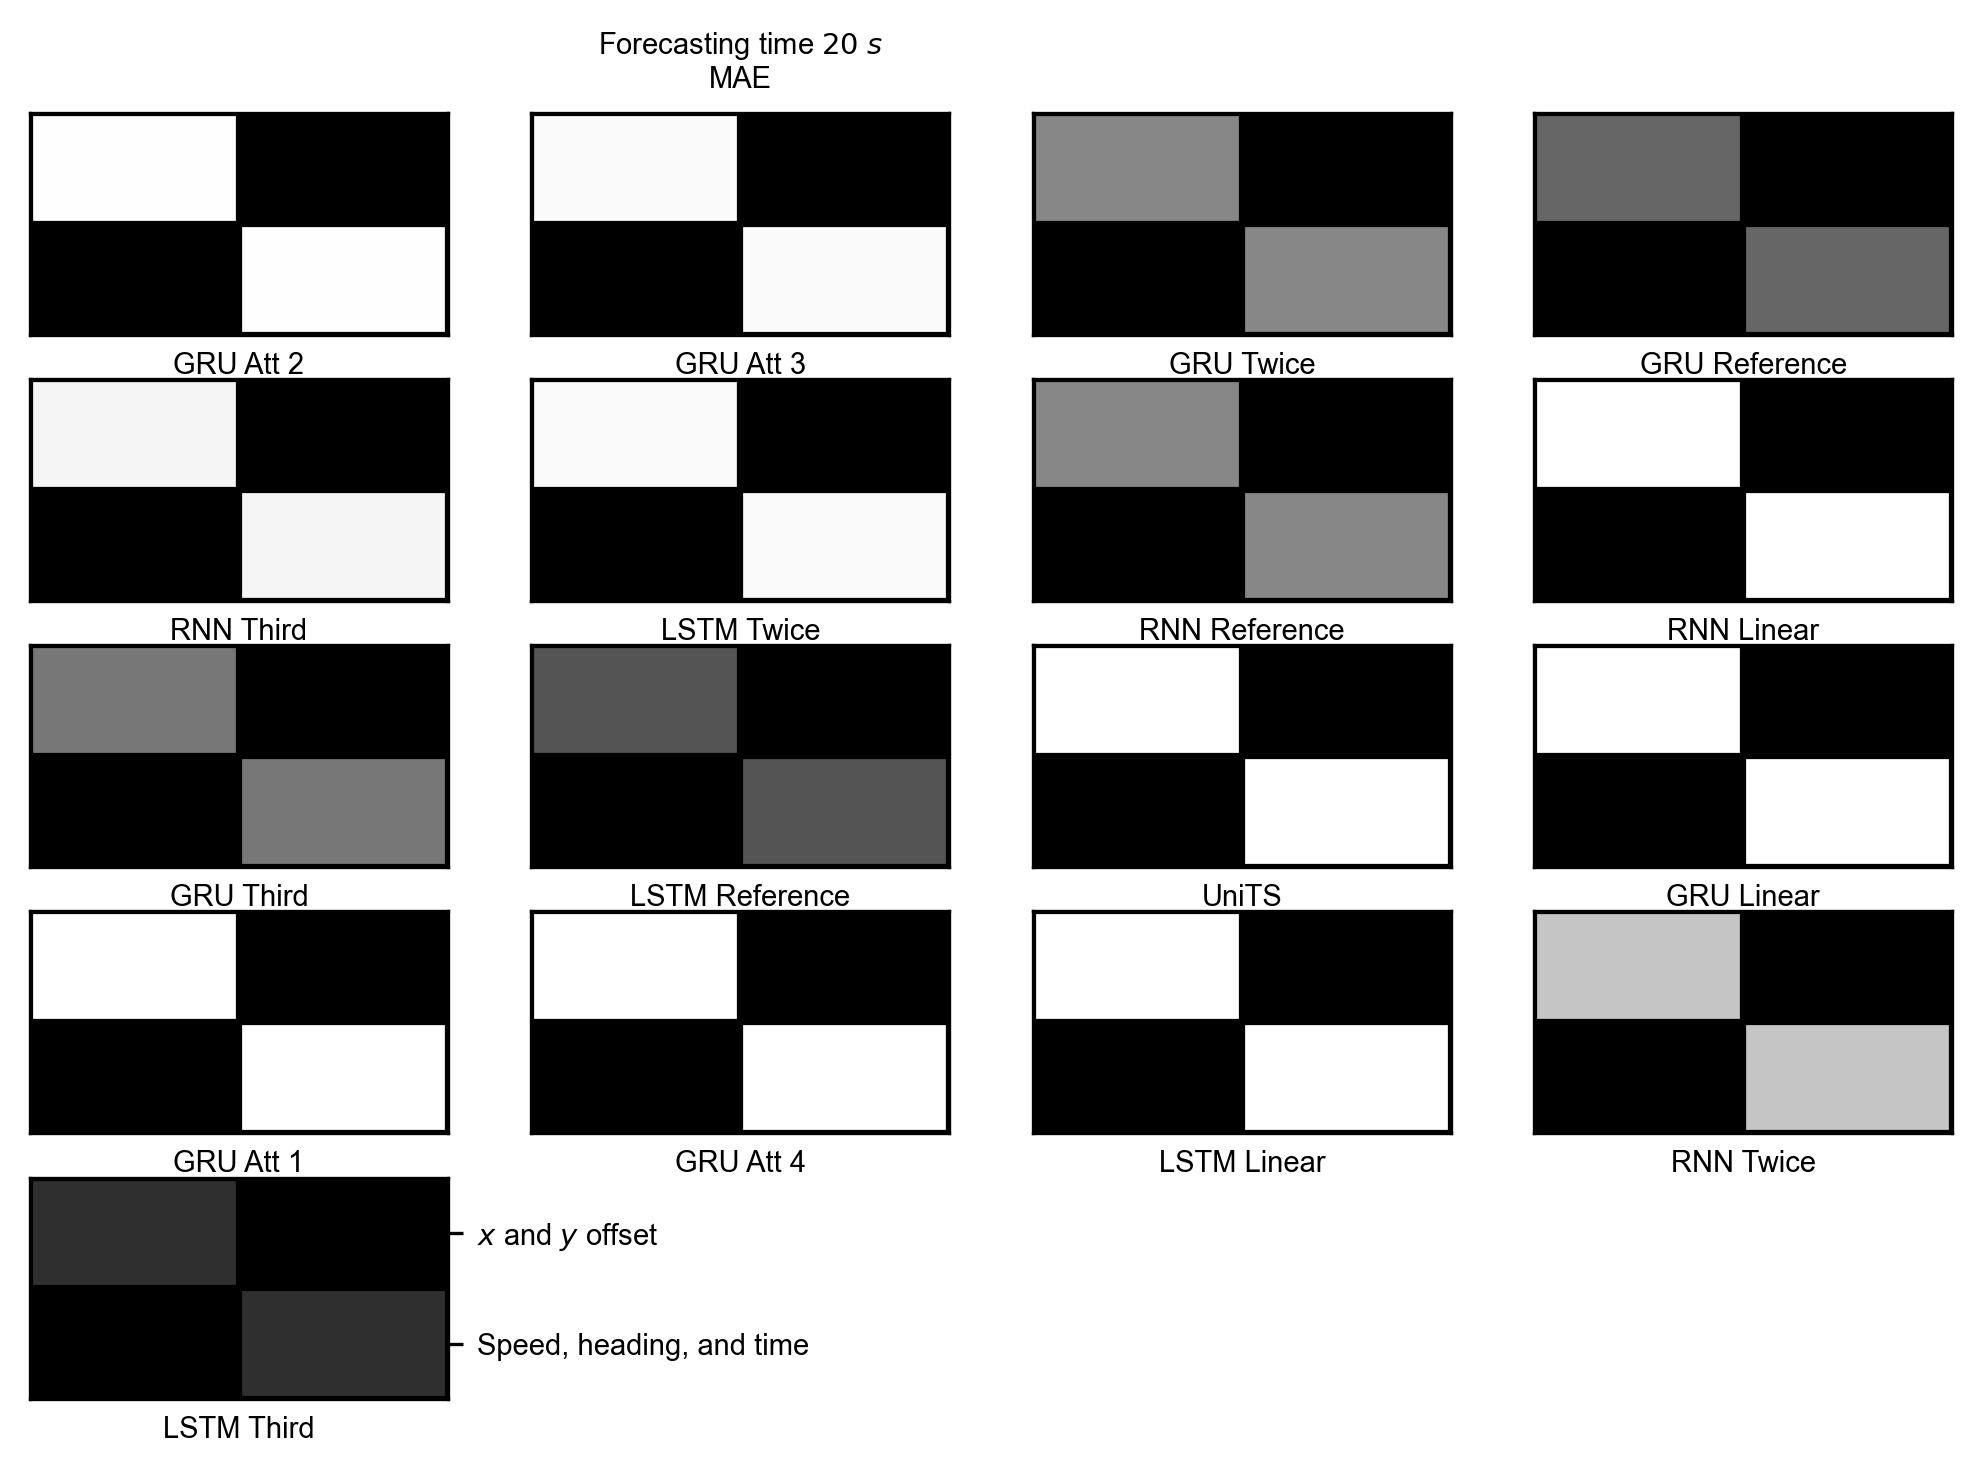 Forecasting time 20 s
MAE
GRU Att 2
GRU Att 3
GRU Twice
GRU Reference
RNN Third
LSTM Twice
RNN Reference
RNN Linear
GRU Third
LSTM Reference
UniTS
GRU Linear
GRU Att 1
GRU Att 4
LSTM Linear
RNN Twice
x and y offset
Speed, heading, and time
LSTM Third